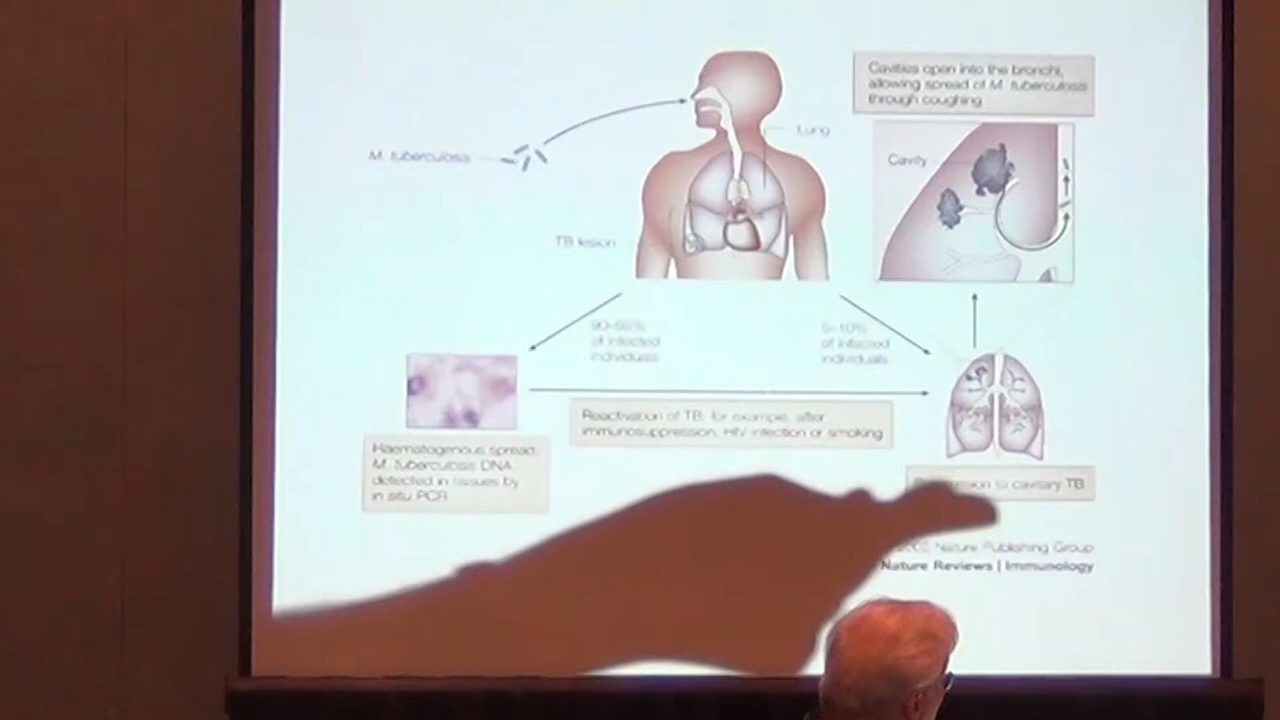 Cavities open into the bronchi,
allowing spread of M. tuberculosis
through coughing
Lung
M. tuberculosis
Cavity
TB lesion
of infected
individuals
5–10%
of infected
individuals
Reactivation of TB, for example, after
immunosuppression, HIV infection or smoking
Haematogenous spread:
M. tuberculosis DNA
detected in tissues by
in situ PCR
to cavitary TB
Nature Publishing Group
Nature Reviews | Immunology